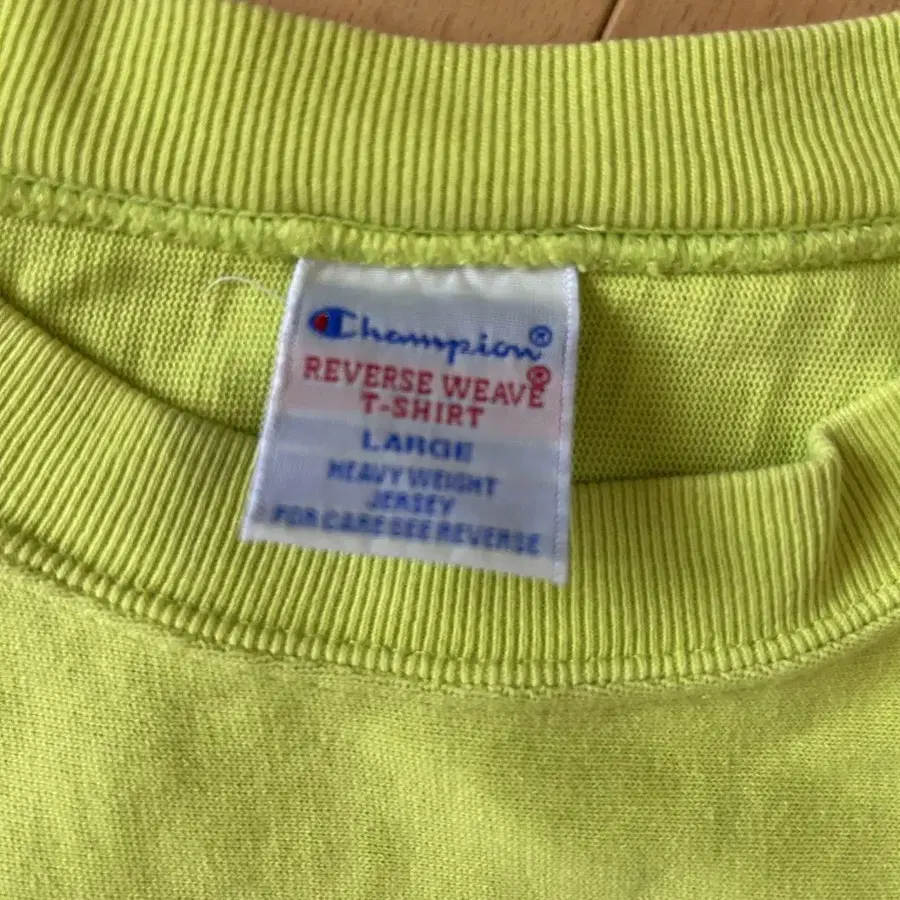 Champion®
REVERSE WEAVE®
T-SHIRT
LARGE
HEAVY WEIGHT
JERSEY
FOR CARE SEE REVERSE